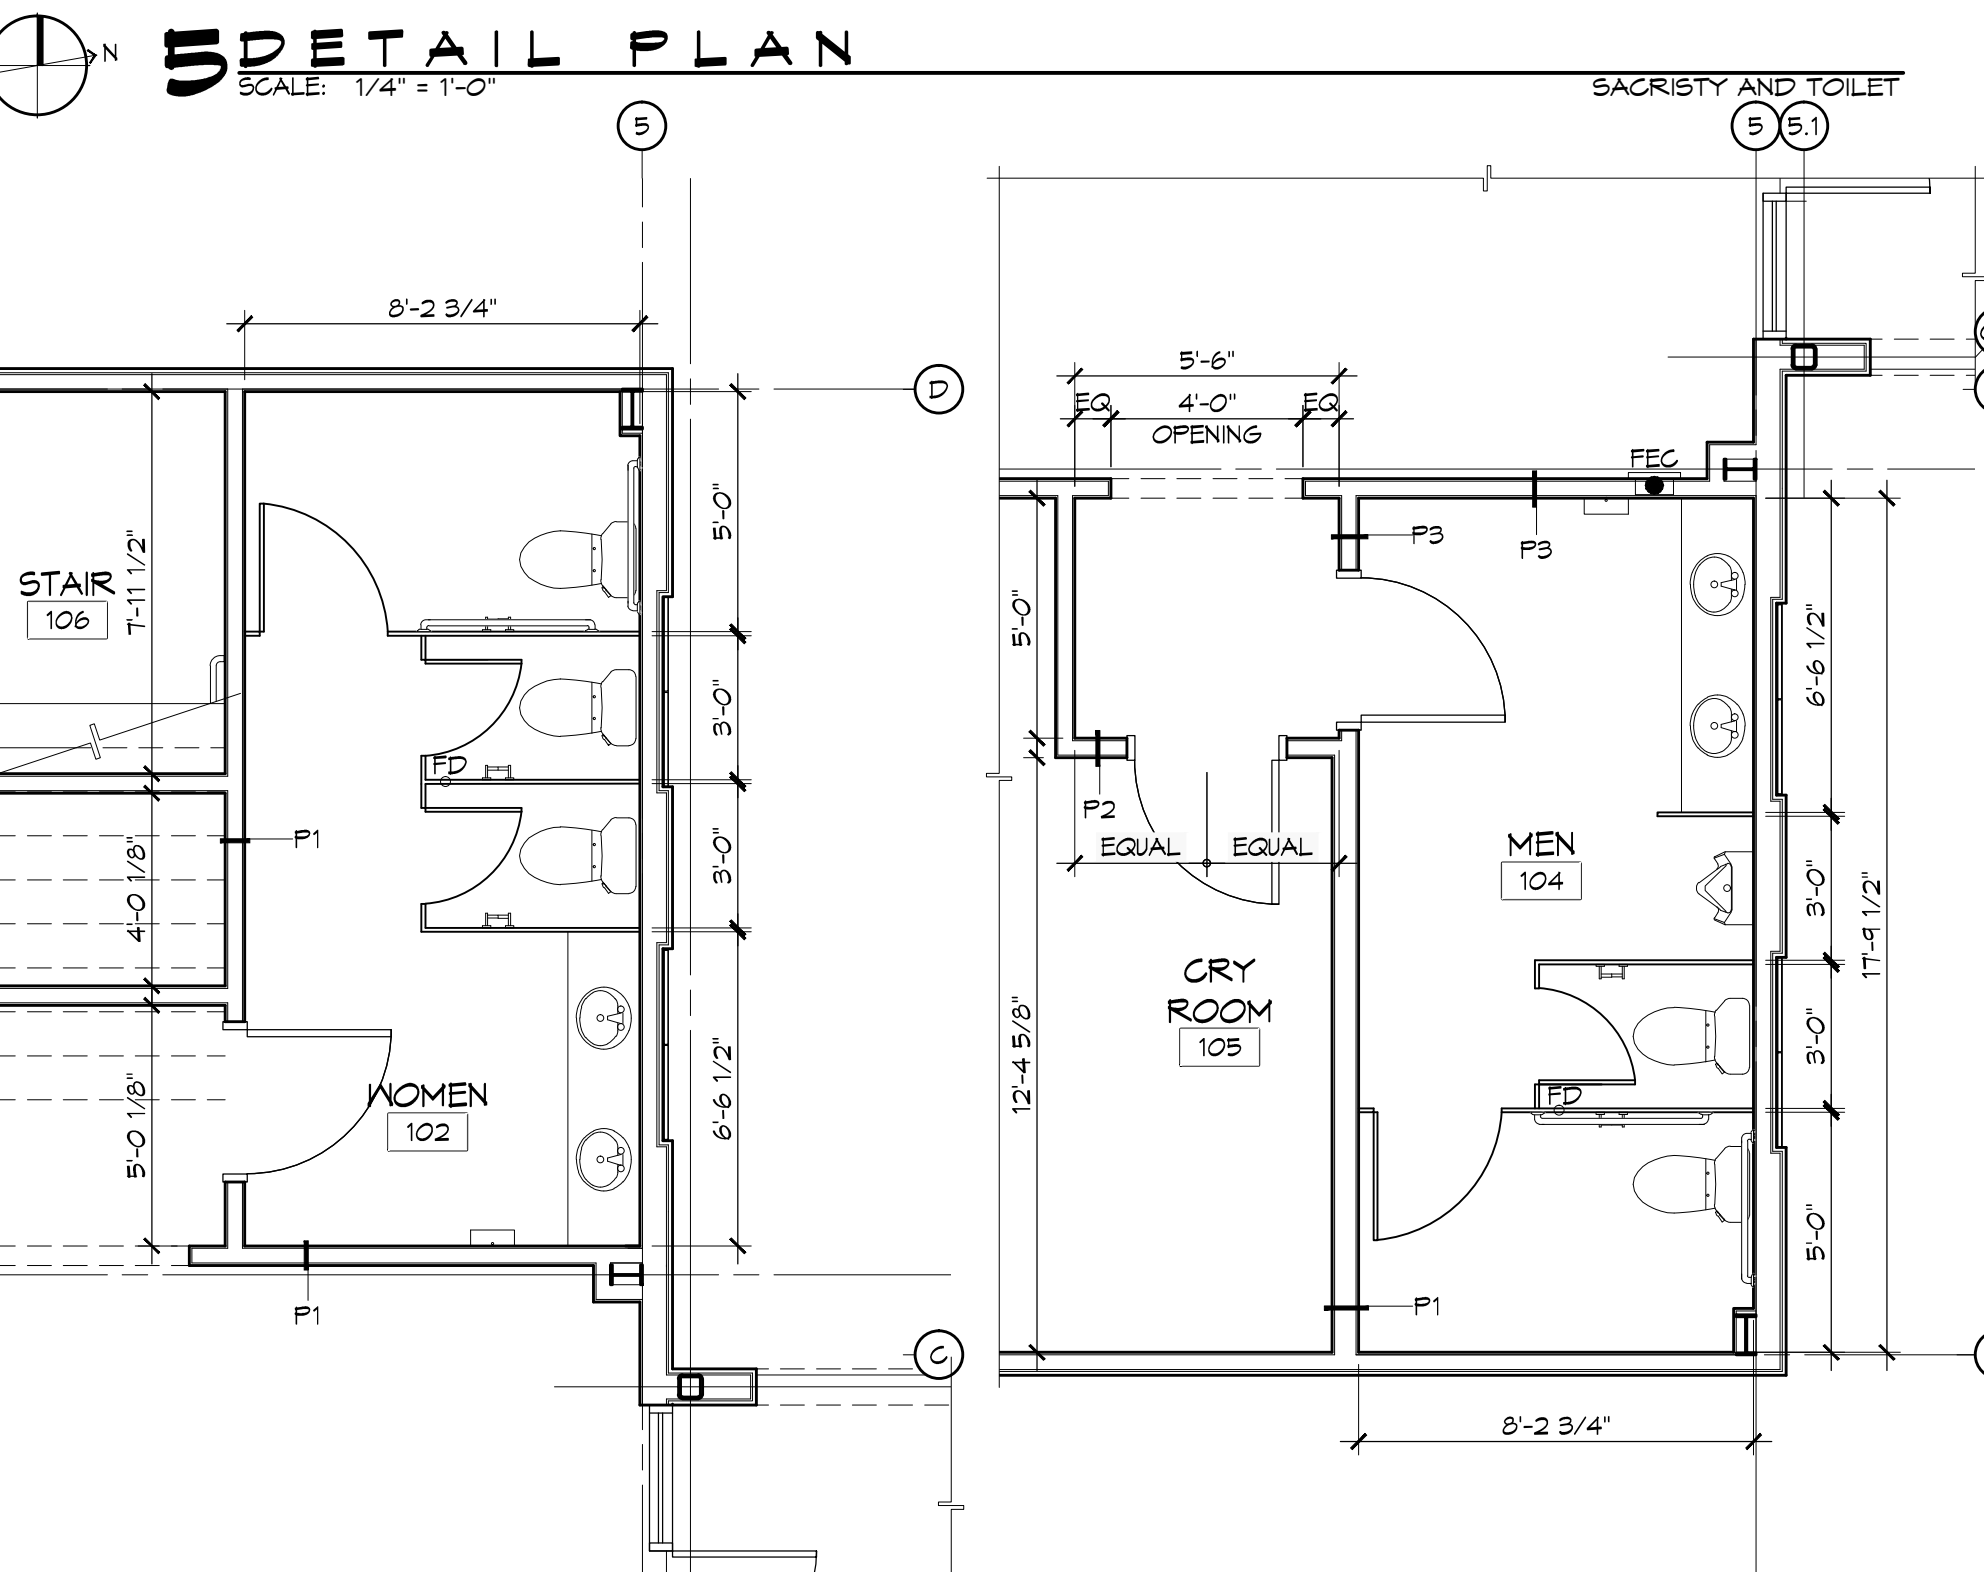 N
5 DETAIL PLAN
SCALE: 1/4" = 1'-0"
SACRISTY AND TOILET
5
5 5.1
8'-2 3/4"
D
5'-6"
EQ 4'-0" EQ
OPENING
FEC
P3
P3
5'-0"
STAIR
106
7'-11 1/2"
5'-0"
6'-6 1/2"
3'-0"
FD
P2
P1
EQUAL EQUAL
MEN
104
4'-0 1/8"
3'-0"
3'-0"
17'-9 1/2"
CRY
ROOM
105
12'-4 5/8"
3'-0"
WOMEN
102
5'-0 1/8"
6'-6 1/2"
FD
5'-0"
P1
P1
C
8'-2 3/4"